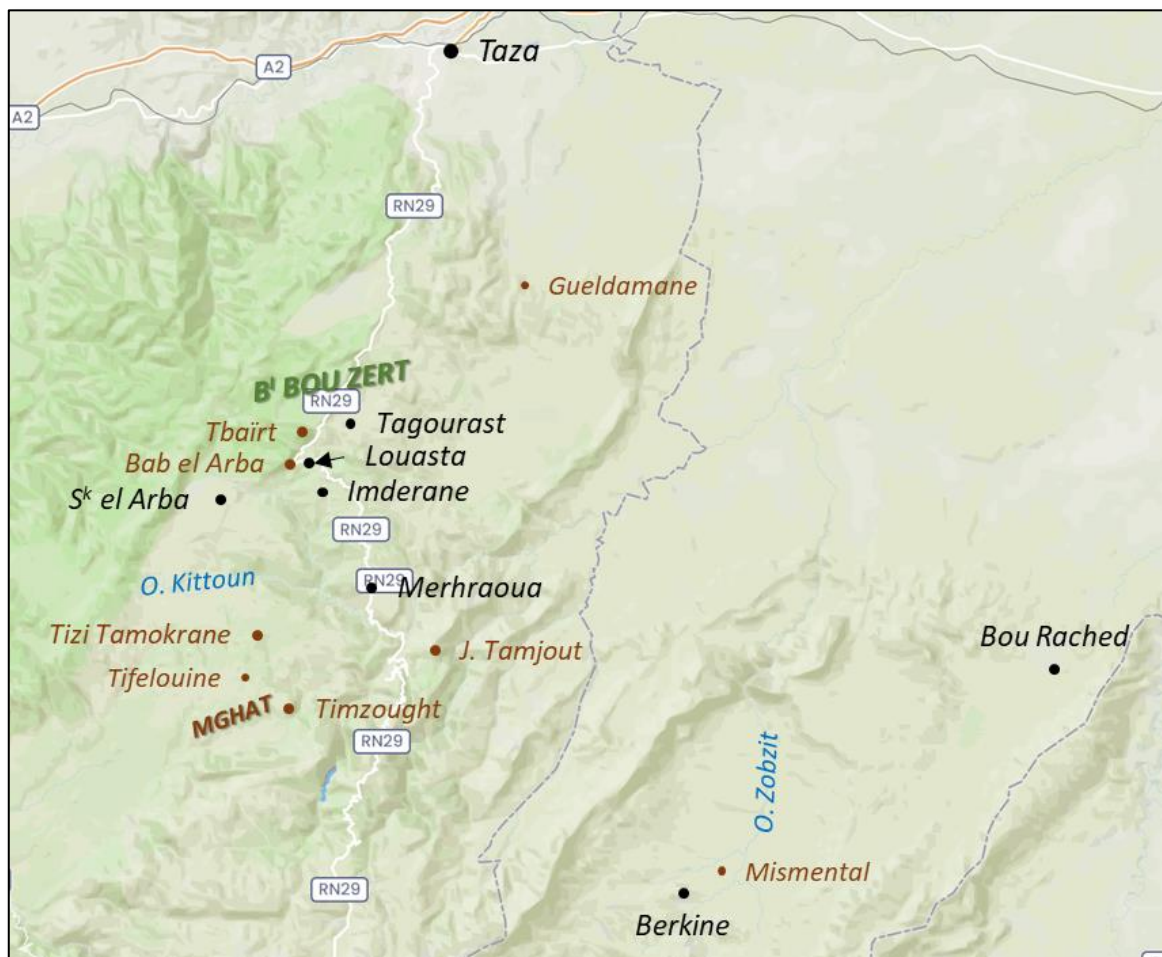 Taza
A2
A2
RN29
Gueldamane
Bˡ BOU ZERT
RN29
Tbaïrt
Tagourast
Bab el Arba
Louasta
Sᵏ el Arba
Imderane
RN29
O. Kittoun
RN29
Merhraoua
Tizi Tamokrane
J. Tamjout
Bou Rached
Tifelouine
MGHAT
Timzought
RN29
O. Zobzit
Mismental
RN29
Berkine